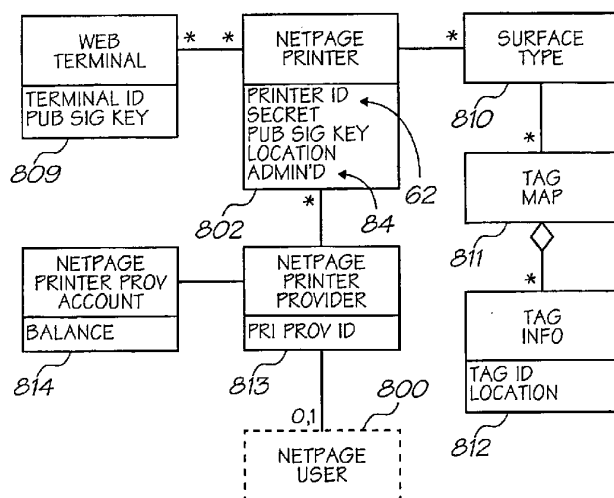 WEB
TERMINAL
TERMINAL ID
PUB SIG KEY
809
*
*
NETPAGE
PRINTER
PRINTER ID
SECRET
PUB SIG KEY
LOCATION
ADMIN'D
802
84
62
*
SURFACE
TYPE
810
*
TAG
MAP
811
*
*
NETPAGE
PRINTER PROV
ACCOUNT
BALANCE
814
NETPAGE
PRINTER
PROVIDER
PRI PROV ID
813
TAG
INFO
TAG ID
LOCATION
812
0,1
800
NETPAGE
USER